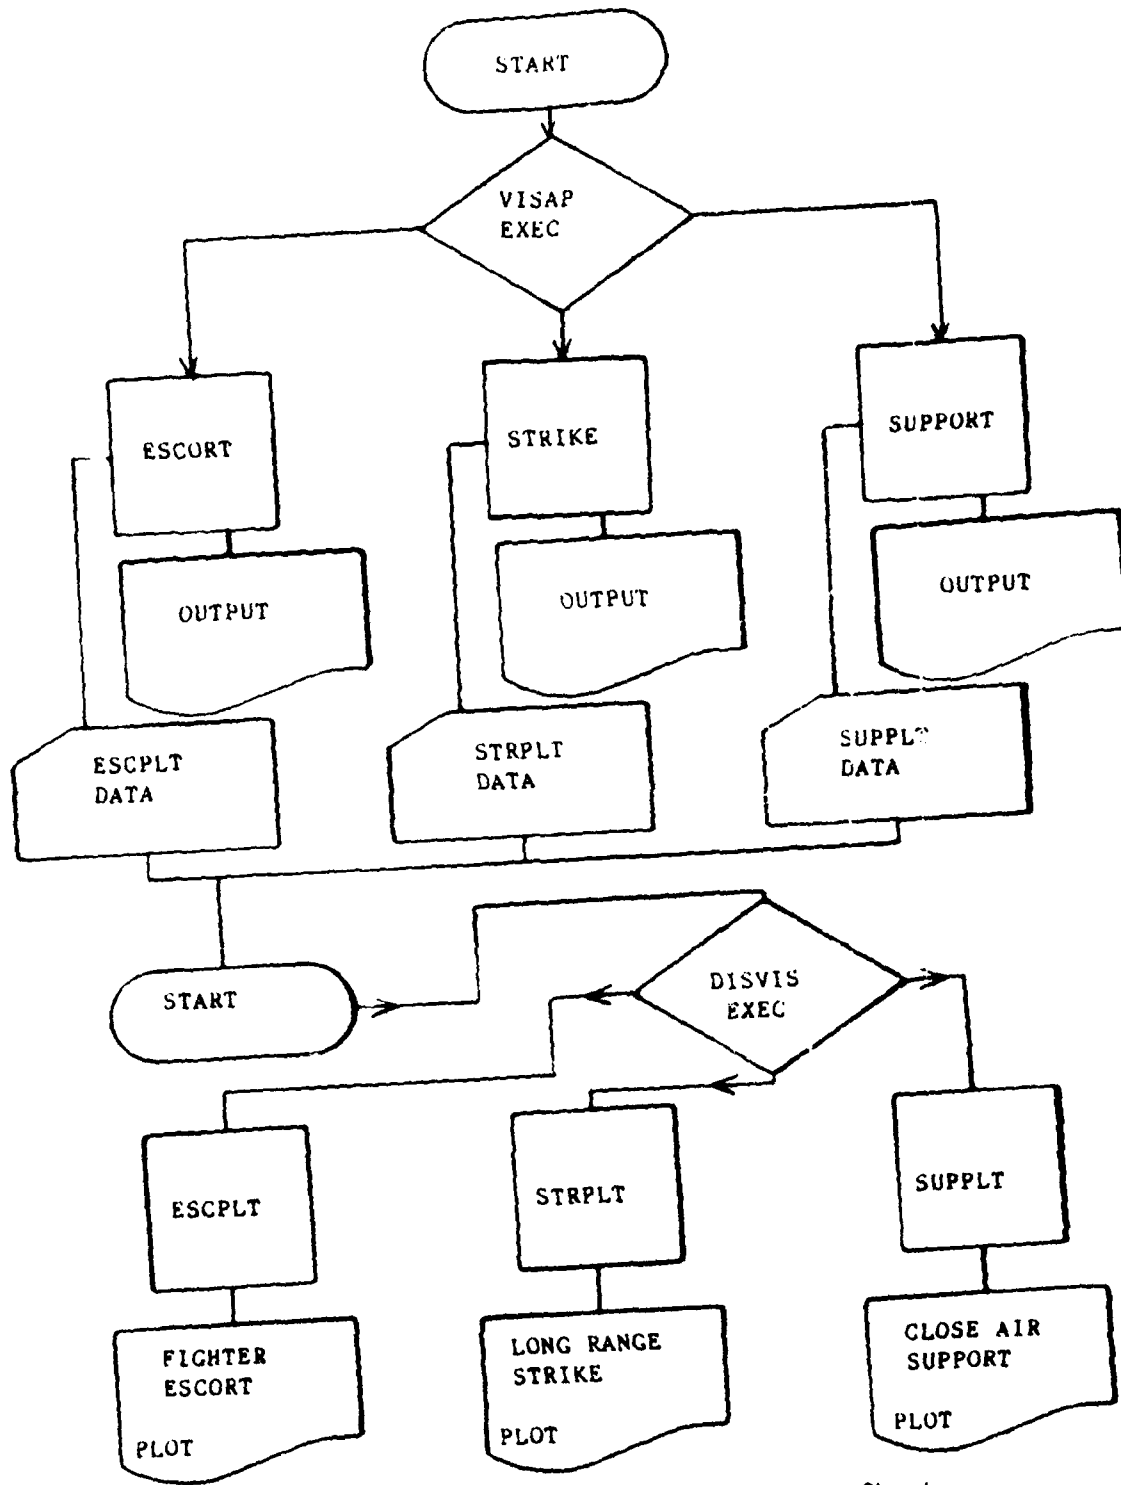 START
VISAP
EXEC
ESCORT
STRIKE
SUPPORT
OUTPUT
OUTPUT
OUTPUT
ESCPLT
DATA
STRPLT
DATA
SUPPLT
DATA
START
DISVIS
EXEC
ESCPLT
STRPLT
SUPPLT
FIGHTER
ESCORT
PLOT
LONG RANGE
STRIKE
PLOT
CLOSE AIR
SUPPORT
PLOT